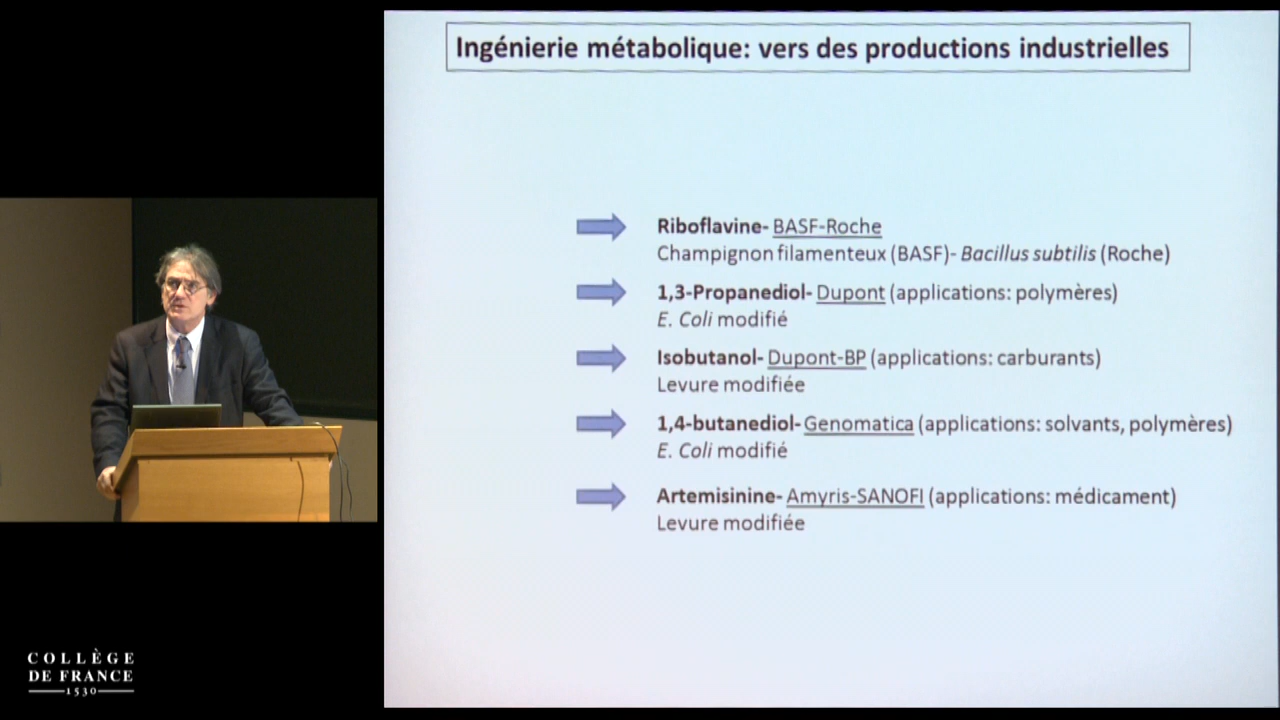 Ingénierie métabolique: vers des productions industrielles
Riboflavine- BASF-Roche
Champignon filamenteux (BASF)- Bacillus subtilis (Roche)
1,3-Propanediol- Dupont (applications: polymères)
E. Coli modifié
Isobutanol- Dupont-BP (applications: carburants)
Levure modifiée
1,4-butanediol- Genomatica (applications: solvants, polymères)
E. Coli modifié
Artemisinine- Amyris-SANOFI (applications: médicament)
Levure modifiée
COLLÈGE
DE FRANCE
1530